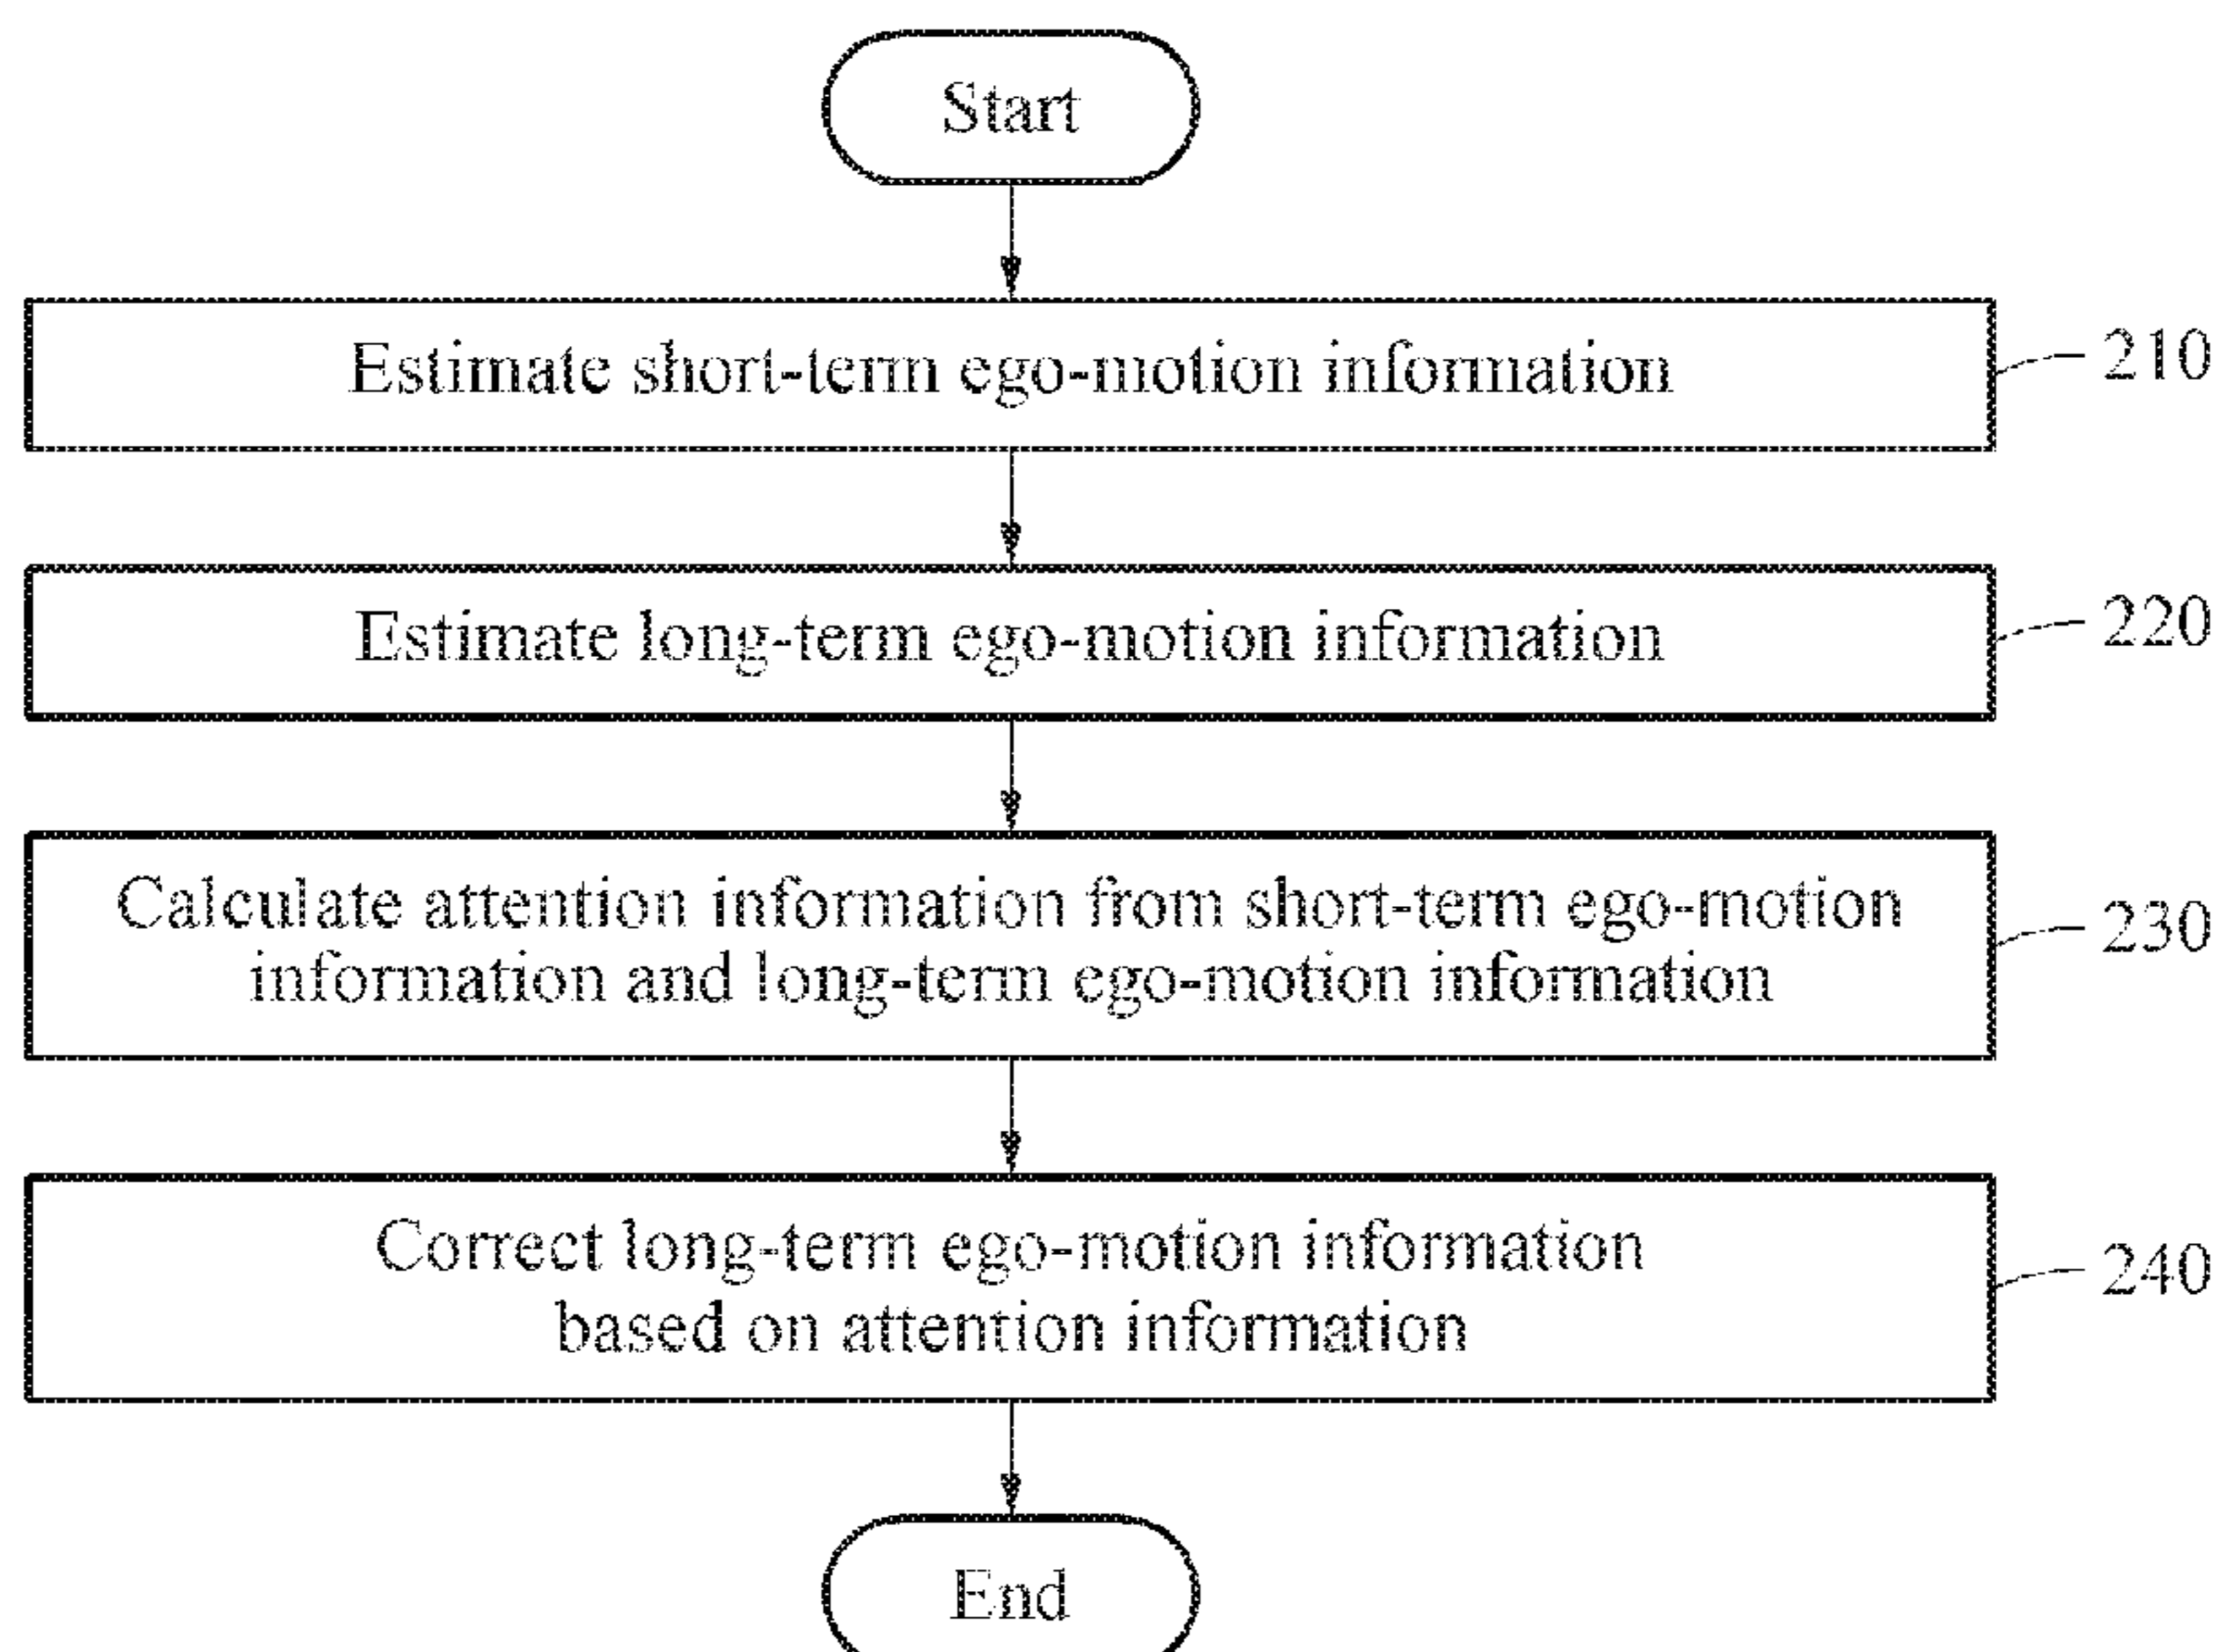 Start
Estimate short-term ego-motion information
210
Estimate long-term ego-motion information
220
Calculate attention information from short-term ego-motion
information and long-term ego-motion information
230
Correct long-term ego-motion information
based on attention information
240
End